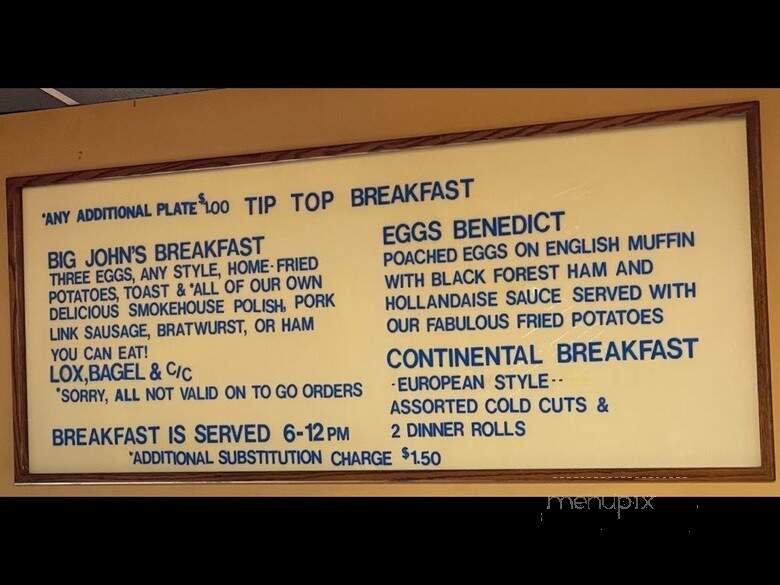 *ANY ADDITIONAL PLATE $1.00 TIP TOP BREAKFAST
BIG JOHN'S BREAKFAST
THREE EGGS, ANY STYLE, HOME-FRIED
POTATOES, TOAST & *ALL OF OUR OWN
DELICIOUS SMOKEHOUSE POLISH, PORK
LINK SAUSAGE, BRATWURST, OR HAM
YOU CAN EAT!
LOX,BAGEL & C/C
*SORRY, ALL NOT VALID ON TO GO ORDERS
BREAKFAST IS SERVED 6-12PM
*ADDITIONAL SUBSTITUTION CHARGE $1.50
EGGS BENEDICT
POACHED EGGS ON ENGLISH MUFFIN
WITH BLACK FOREST HAM AND
HOLLANDAISE SAUCE SERVED WITH
OUR FABULOUS FRIED POTATOES
CONTINENTAL BREAKFAST
-EUROPEAN STYLE--
ASSORTED COLD CUTS &
2 DINNER ROLLS
menupix